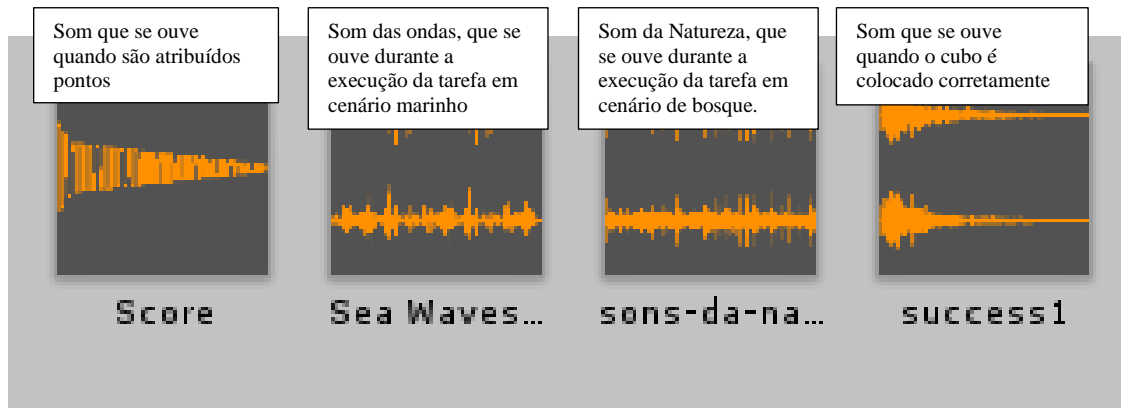 Som que se ouve
quando são atribuídos
pontos
Som das ondas, que se
ouve durante a
execução da tarefa em
cenário marinho
Som da Natureza, que
se ouve durante a
execução da tarefa em
cenário de bosque.
Som que se ouve
quando o cubo é
colocado corretamente
Score
Sea Waves...
sons-da-na...
success1